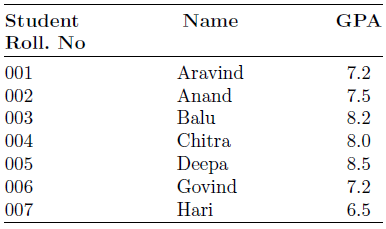 Student Name GPA
Roll. No
001 Aravind 7.2
002 Anand 7.5
003 Balu 8.2
004 Chitra 8.0
005 Deepa 8.5
006 Govind 7.2
007 Hari 6.5